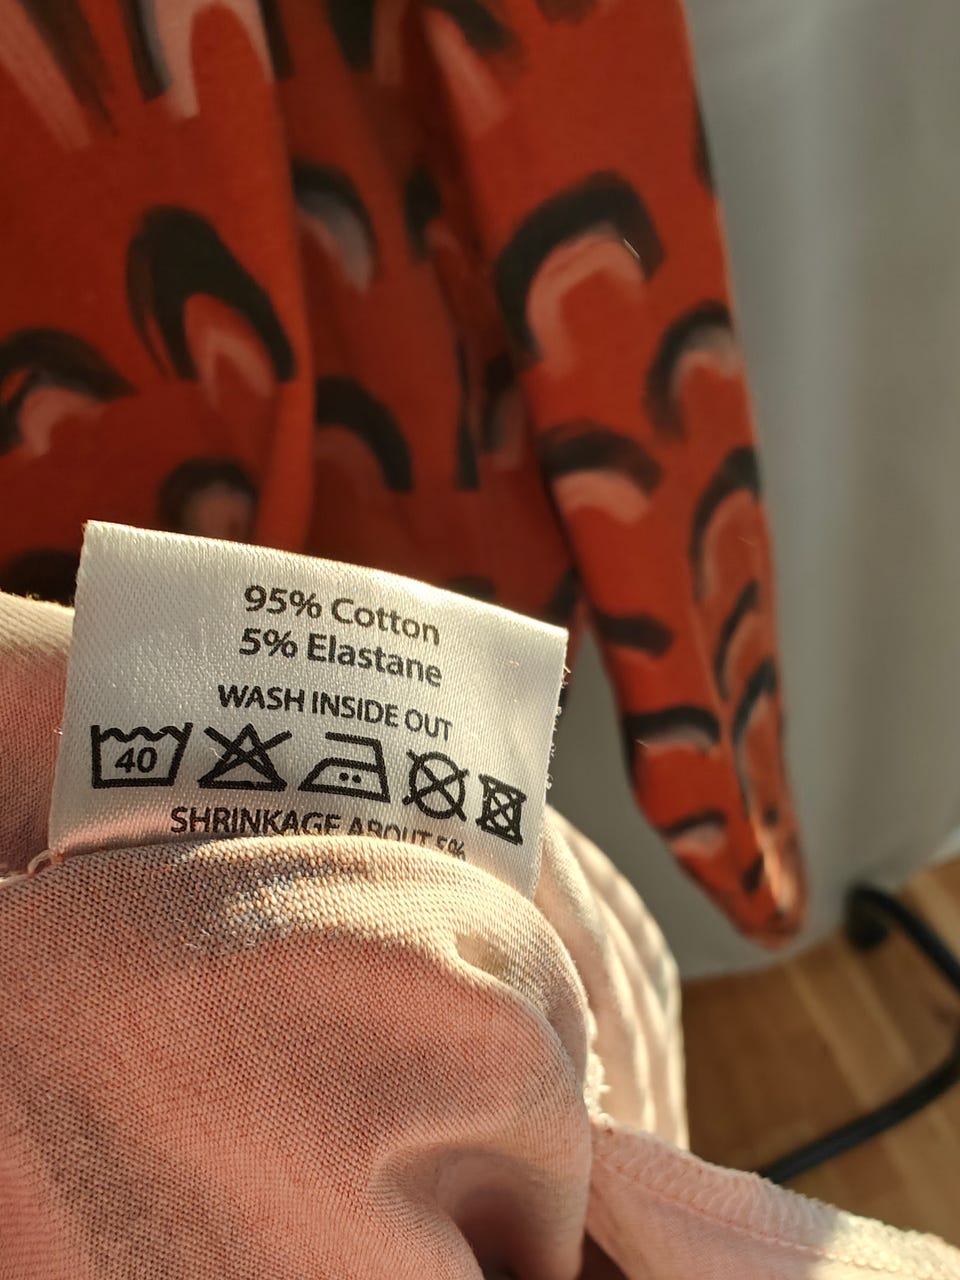 95% Cotton
5% Elastane
WASH INSIDE OUT
40
SHRINKAGE ABOUT 5%